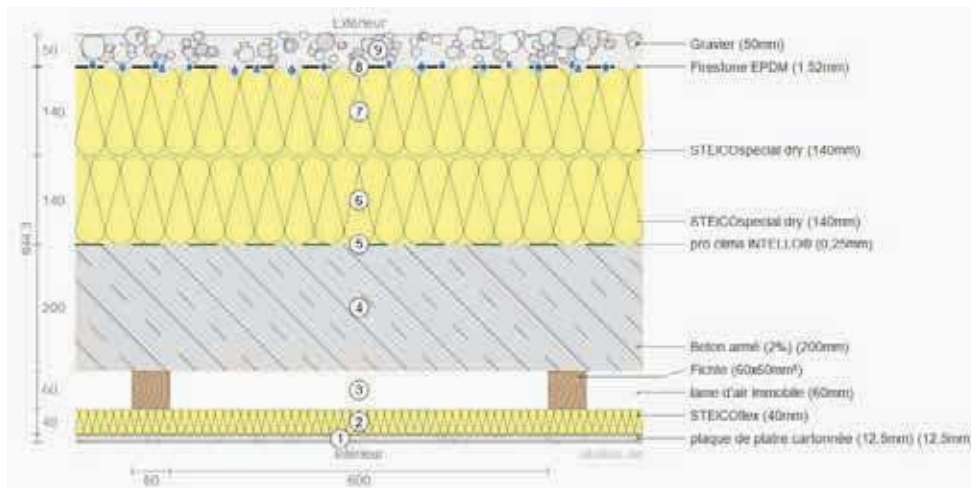 Extérieur
50
9
Gravier (50mm)
8
Firestone EPDM (1.52mm)
140
7
STEICOspecial dry (140mm)
140
6
STEICOspecial dry (140mm)
5
pro clima INTELLO® (0,25mm)
644,3
200
4
Béton armé (2%) (200mm)
Fichte (60x60mm²)
60
3
lame d'air immobile (60mm)
40
2
STEICOflex (40mm)
1
plaque de platre cartonnée (12,5mm) (12,5mm)
Intérieur
60
600